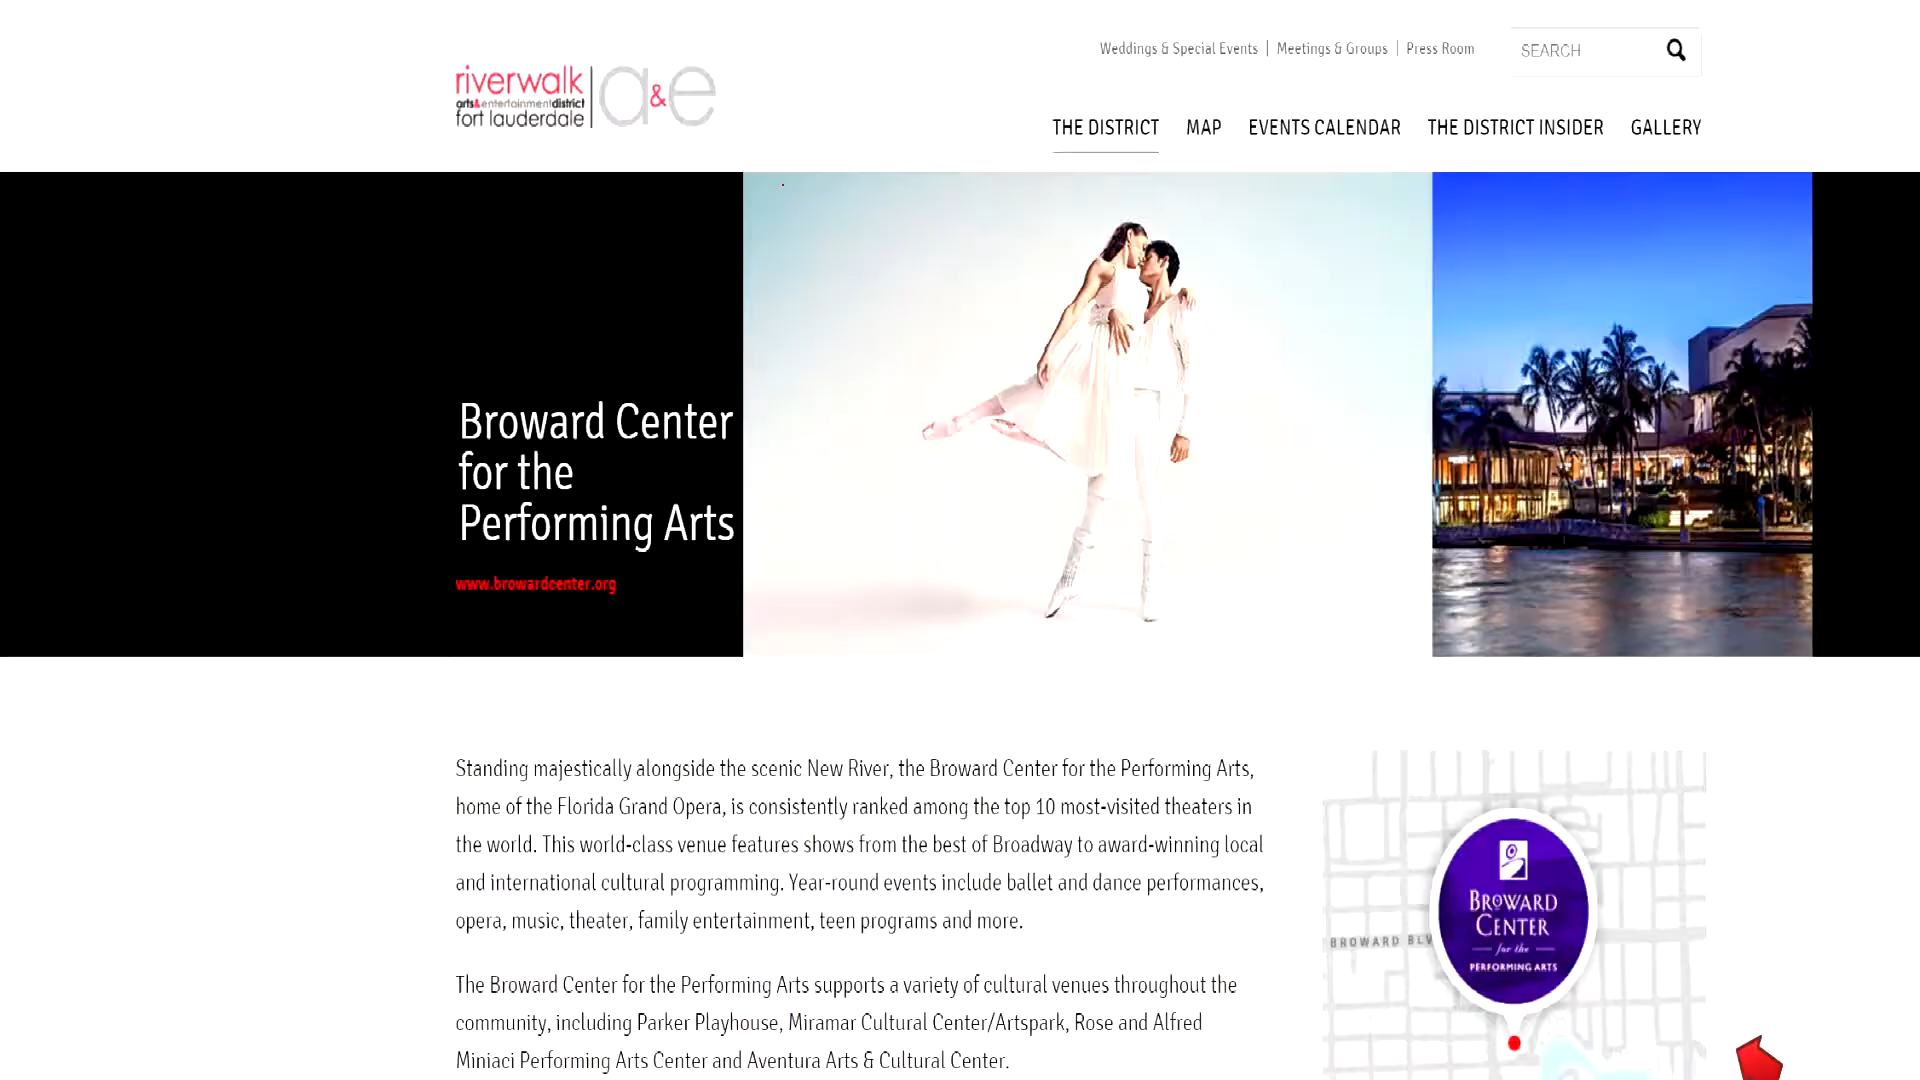 Weddings & Special Events | Meetings & Groups | Press Room
SEARCH
riverwalk
arts&entertainmentdistrict
fort lauderdale
a&e
THE DISTRICT MAP EVENTS CALENDAR THE DISTRICT INSIDER GALLERY
Broward Center
for the
Performing Arts
www.browardcenter.org
Standing majestically alongside the scenic New River, the Broward Center for the Performing Arts,
home of the Florida Grand Opera, is consistently ranked among the top 10 most-visited theaters in
the world. This world-class venue features shows from the best of Broadway to award-winning local
and international cultural programming. Year-round events include ballet and dance performances,
opera, music, theater, family entertainment, teen programs and more.
The Broward Center for the Performing Arts supports a variety of cultural venues throughout the
community, including Parker Playhouse, Miramar Cultural Center/Artspark, Rose and Alfred
Miniaci Performing Arts Center and Aventura Arts & Cultural Center.
BROWARD BLV
BROWARD
CENTER
for the
PERFORMING ARTS